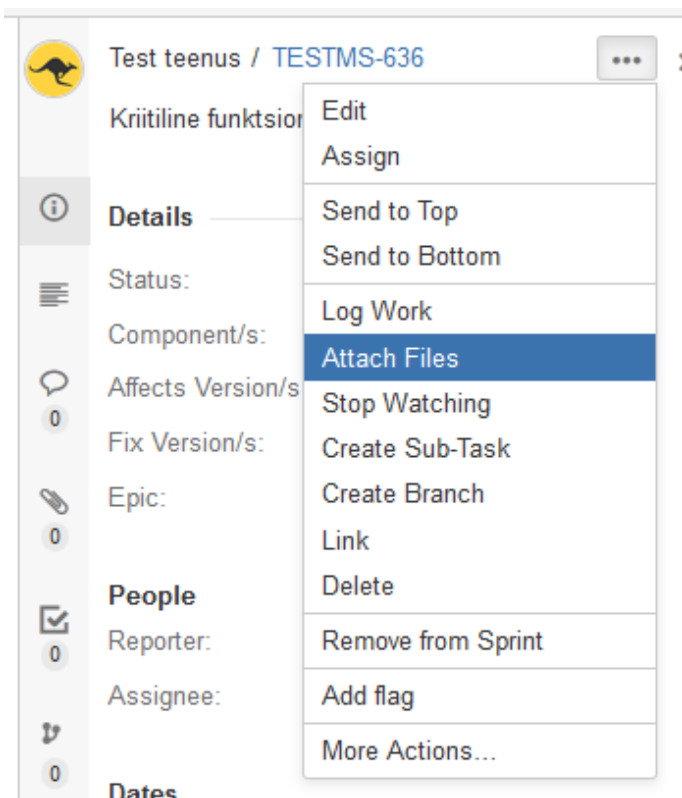 Test teenus / TESTMS-636
•••
Kriitiline
Edit
Assign
Send to Top
Send to Bottom
Log Work
Attach Files
Stop Watching
Create Sub-Task
Create Branch
Link
Delete
Remove from Sprint
Add flag
More Actions...
Details
Status:
Component/s:
Affects Version/s
Fix Version/s:
Epic:
People
Reporter:
Assignee:
Dates
0
0
0
0